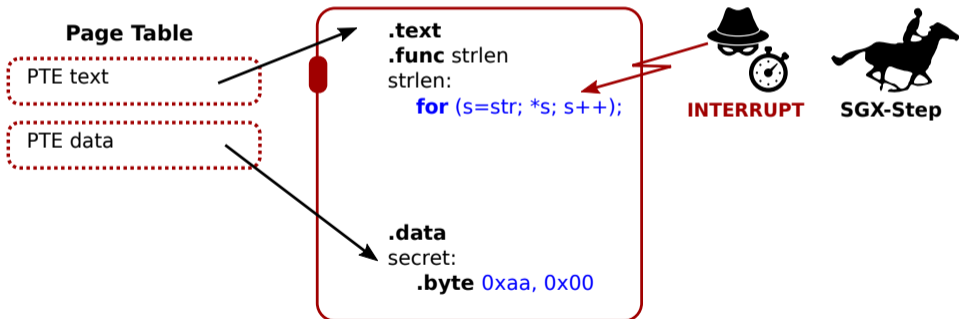 Page Table
PTE text
PTE data
.text
.func strlen
strlen:
for (s=str; *s; s++);
.data
secret:
.byte 0xaa, 0x00
INTERRUPT
SGX-Step